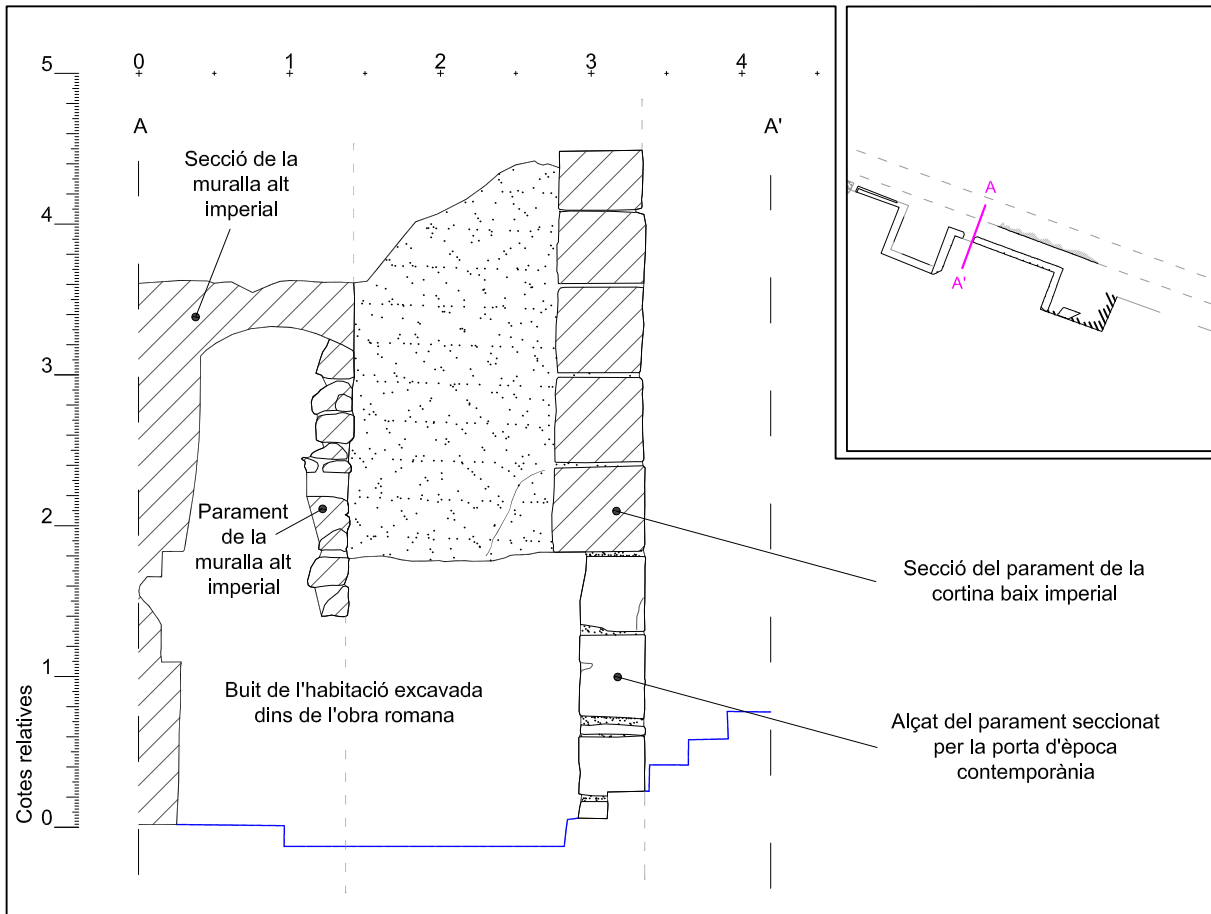 0 1 2 3 4
5
4
3
2
1
0
Cotes relatives
A
A'
Secció de la
muralla alt
imperial
Parament
de la
muralla alt
imperial
Buit de l'habitació excavada
dins de l'obra romana
Secció del parament de la
cortina baix imperial
Alçat del parament seccionat
per la porta d'època
contemporània
A
A'